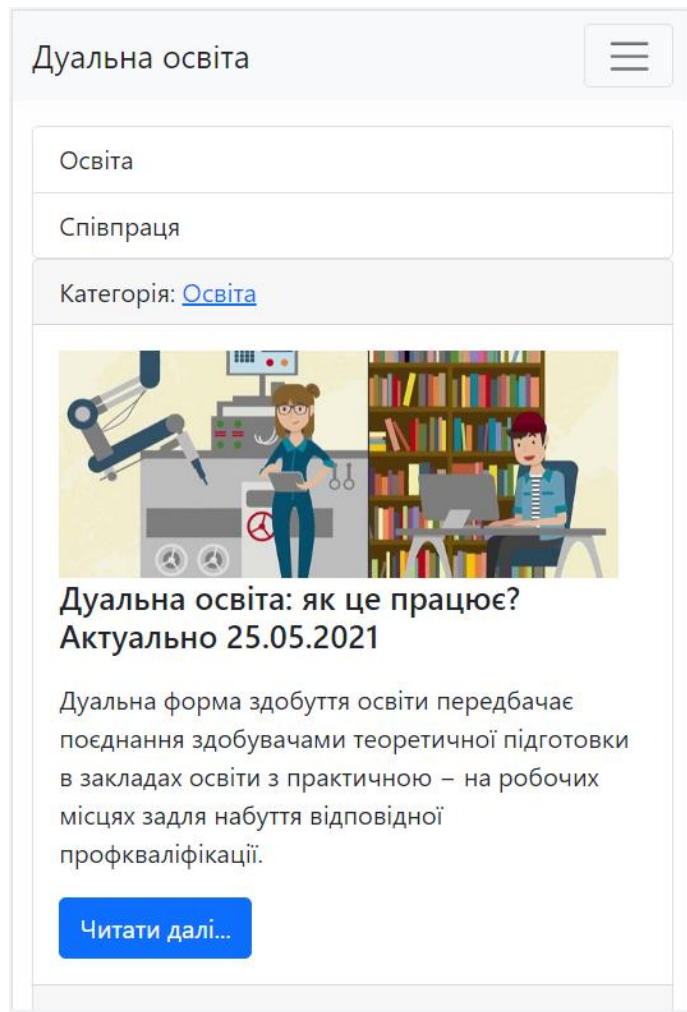 Дуальна освіта
Освіта
Співпраця
Категорія: Освіта
Дуальна освіта: як це працює?
Актуально 25.05.2021
Дуальна форма здобуття освіти передбачає
поєднання здобувачами теоретичної підготовки
в закладах освіти з практичною – на робочих
місцях задля набуття відповідної
профкваліфікації.
Читати далі...